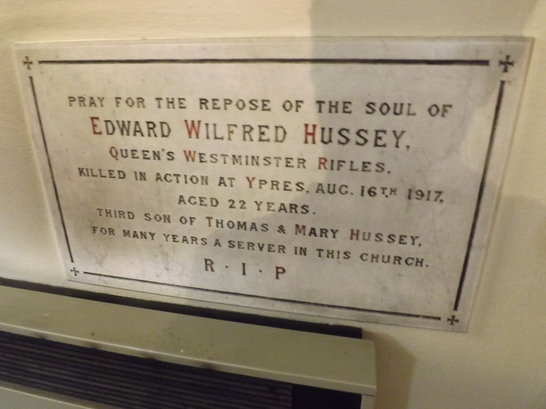 PRAY FOR THE REPOSE OF THE SOUL OF
EDWARD WILFRED HUSSEY,
QUEEN'S WESTMINSTER RIFLES,
KILLED IN ACTION AT YPRES, AUG. 16TH 1917,
AGED 22 YEARS.
THIRD SON OF THOMAS & MARY HUSSEY,
FOR MANY YEARS A SERVER IN THIS CHURCH.
R · I · P